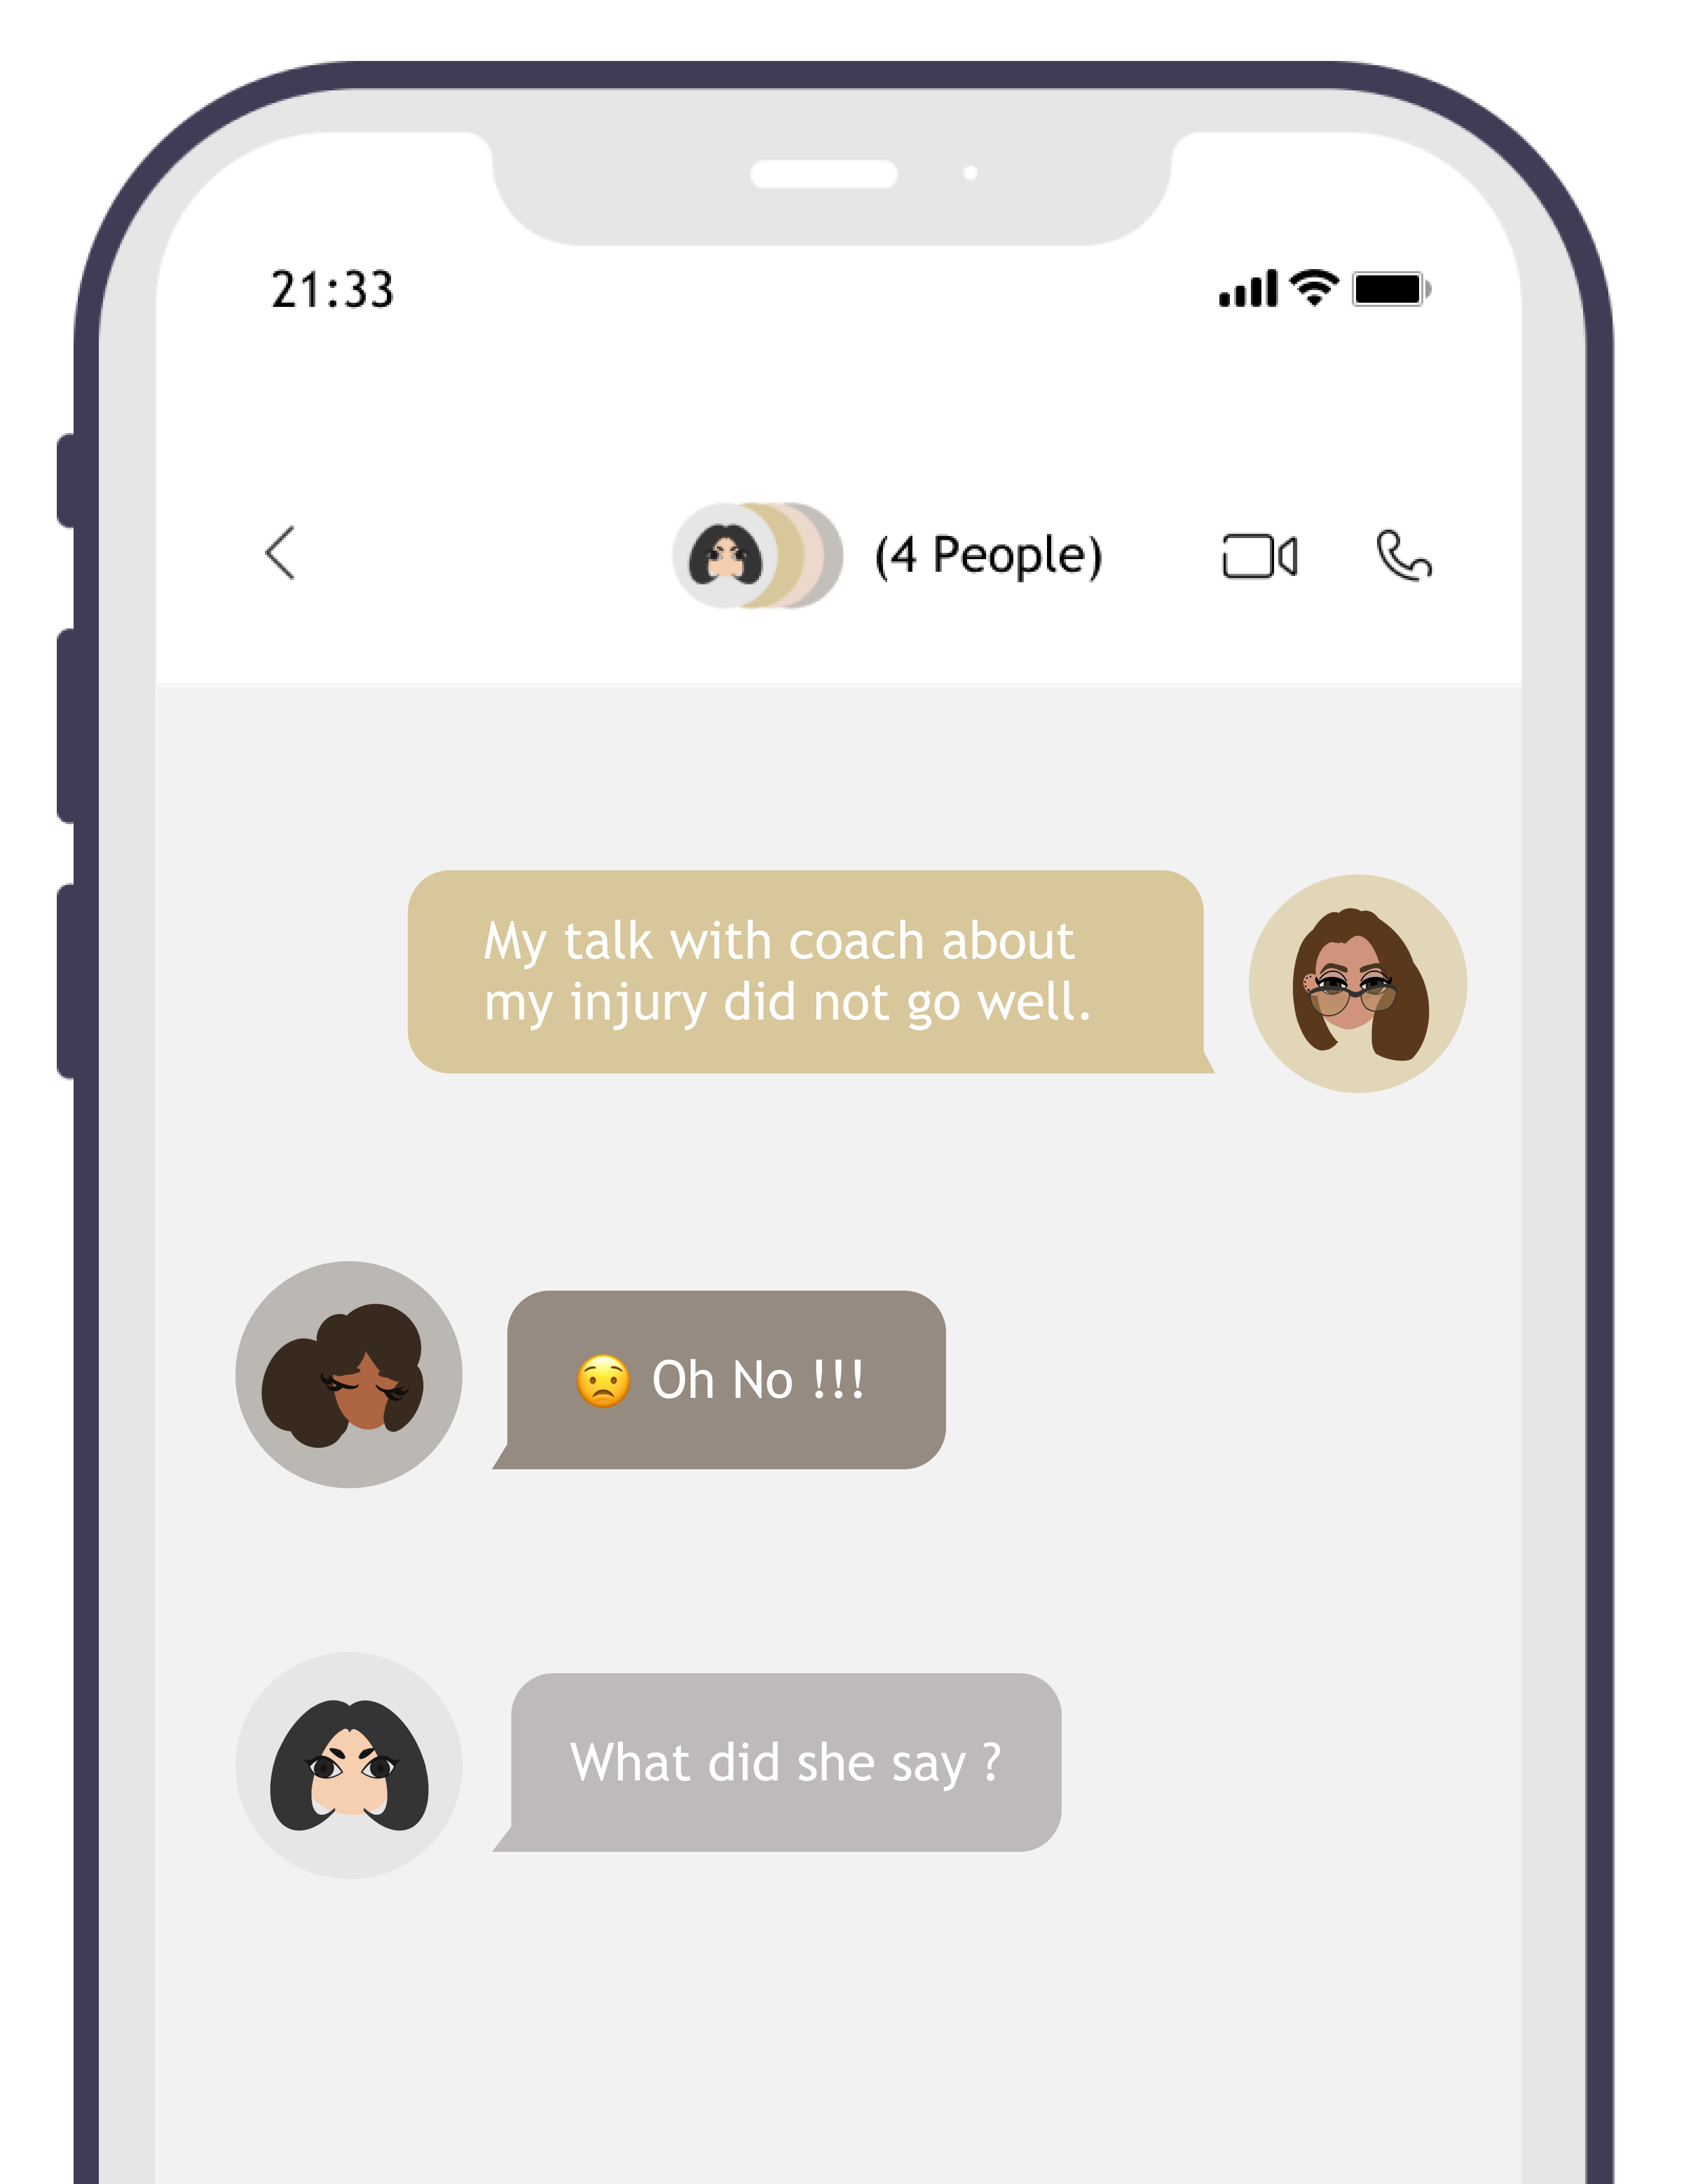 21:33
(4 People)
My talk with coach about
my injury did not go well.
😟 Oh No !!!
What did she say ?